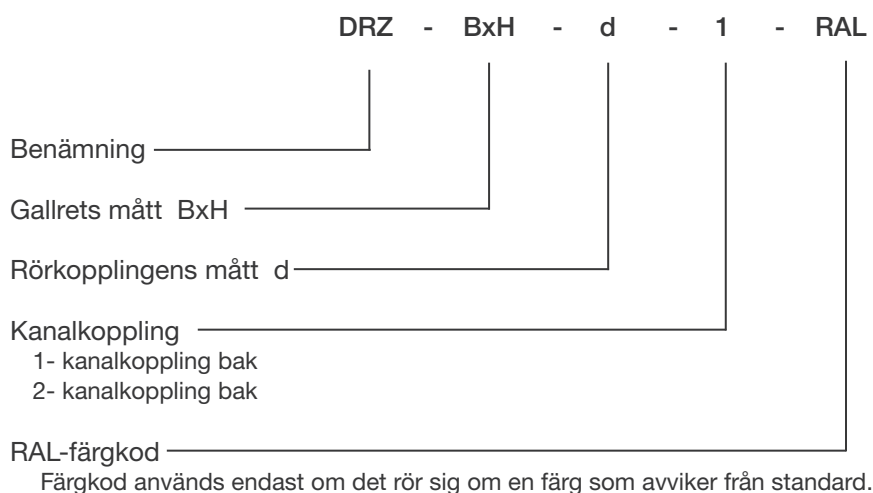 DRZ - BxH - d - 1 - RAL
Benämning
Gallrets mått BxH
Rörkopplingens mått d
Kanalkoppling
1- kanalkoppling bak
2- kanalkoppling bak
RAL-färgkod
Färgkod används endast om det rör sig om en färg som avviker från standard.